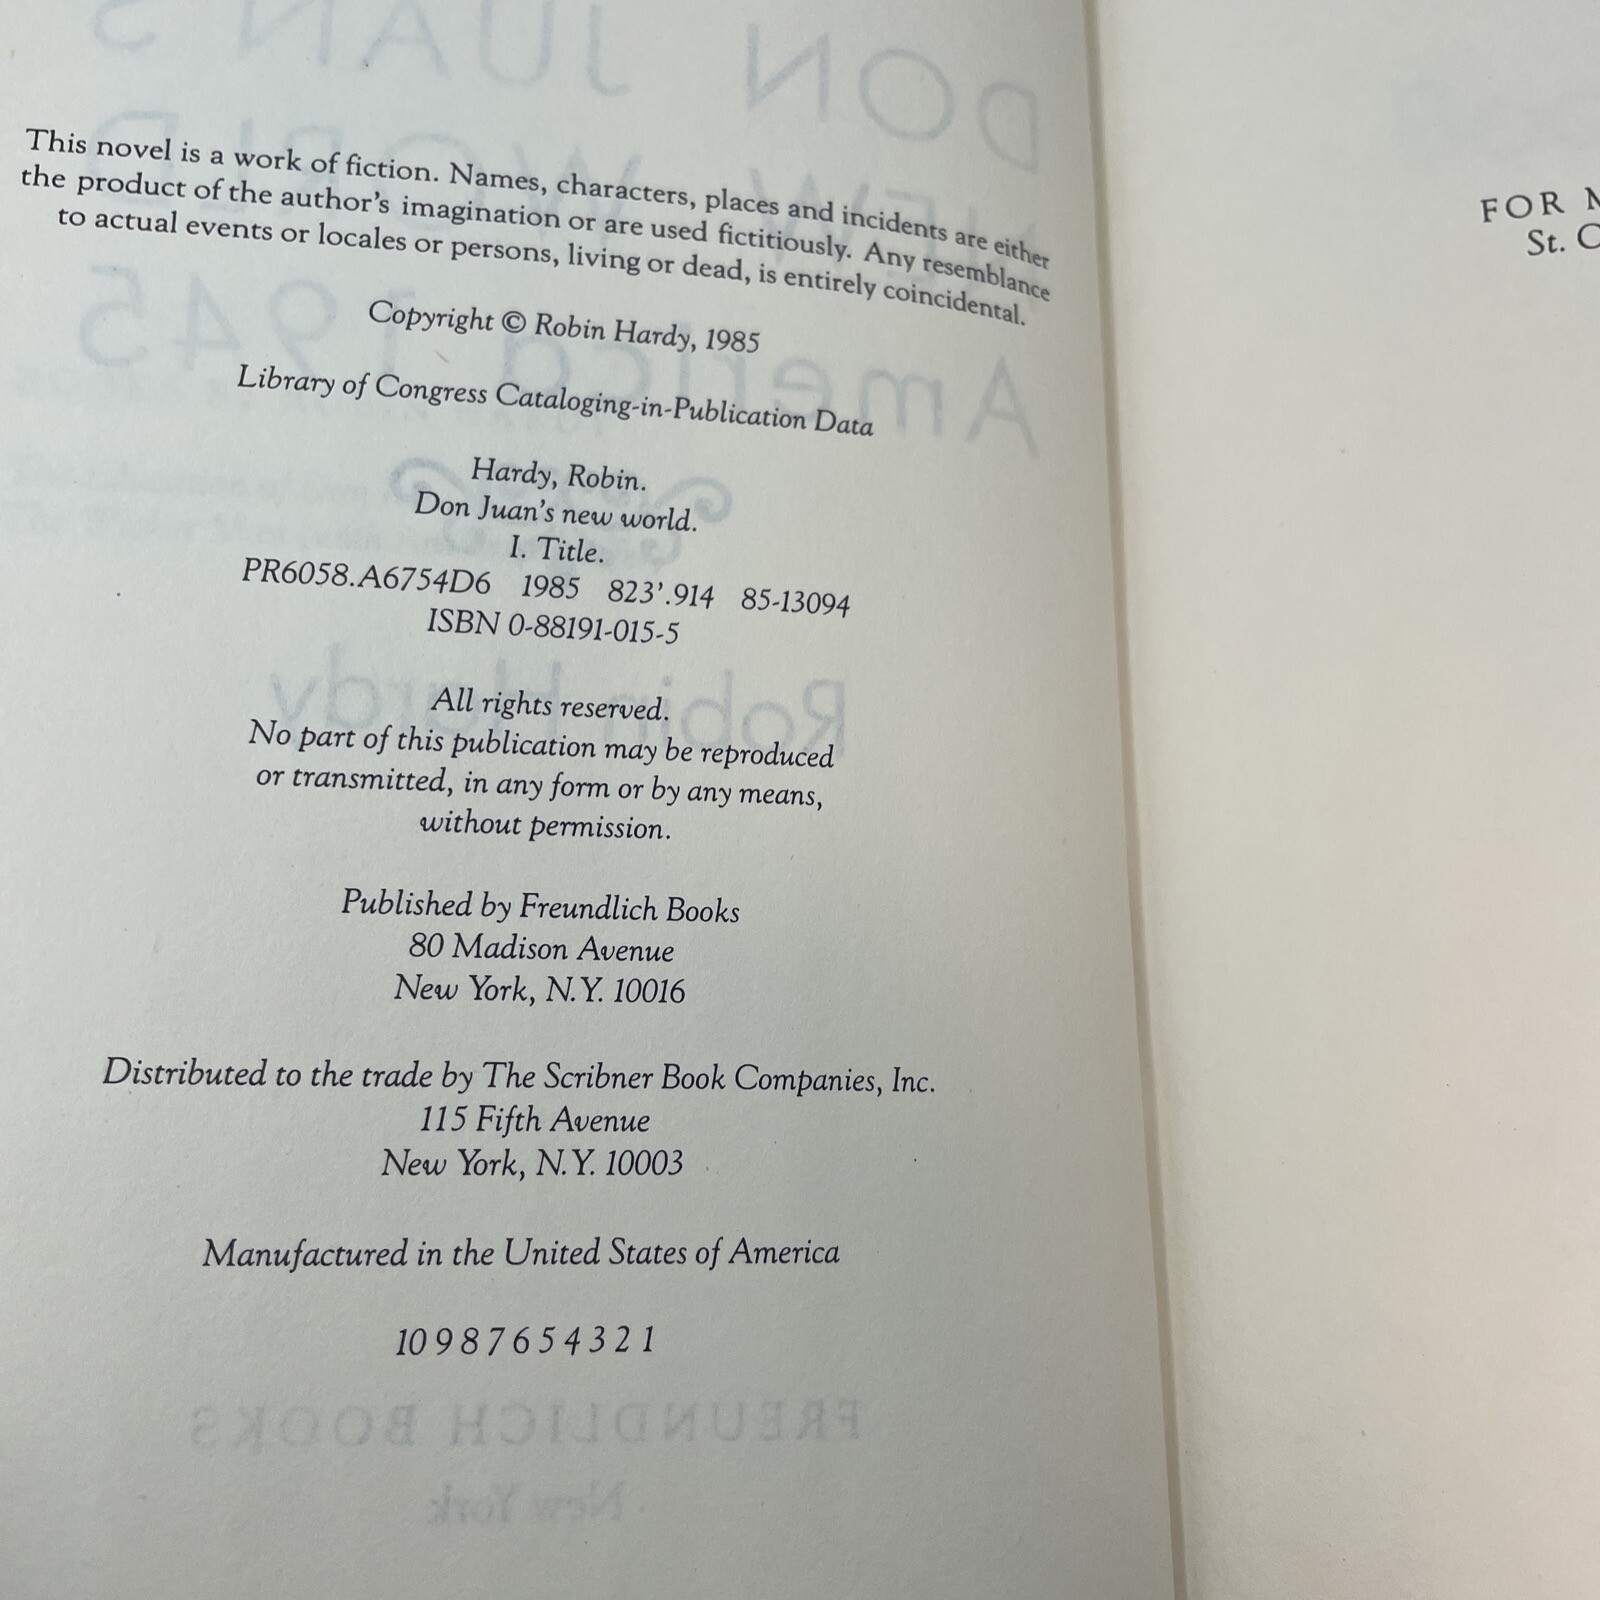 This novel is a work of fiction. Names, characters, places and incidents are either
the product of the author's imagination or are used fictitiously. Any resemblance
to actual events or locales or persons, living or dead, is entirely coincidental.
Copyright © Robin Hardy, 1985
Library of Congress Cataloging-in-Publication Data
Hardy, Robin.
Don Juan's new world.
I. Title.
PR6058.A6754D6 1985 823'.914 85-13094
ISBN 0-88191-015-5
All rights reserved.
No part of this publication may be reproduced
or transmitted, in any form or by any means,
without permission.
Published by Freundlich Books
80 Madison Avenue
New York, N.Y. 10016
Distributed to the trade by The Scribner Book Companies, Inc.
115 Fifth Avenue
New York, N.Y. 10003
Manufactured in the United States of America
10 9 8 7 6 5 4 3 2 1
FREUNDLICH BOOKS
New York
FOR
St.